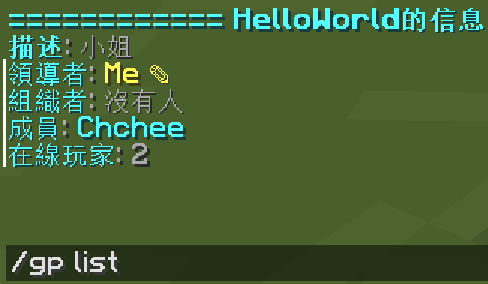 ============ HelloWorld的信息
描述: 小姐
領導者: Me ✎
組織者: 沒有人
成員: Chchee
在線玩家: 2
/gp list